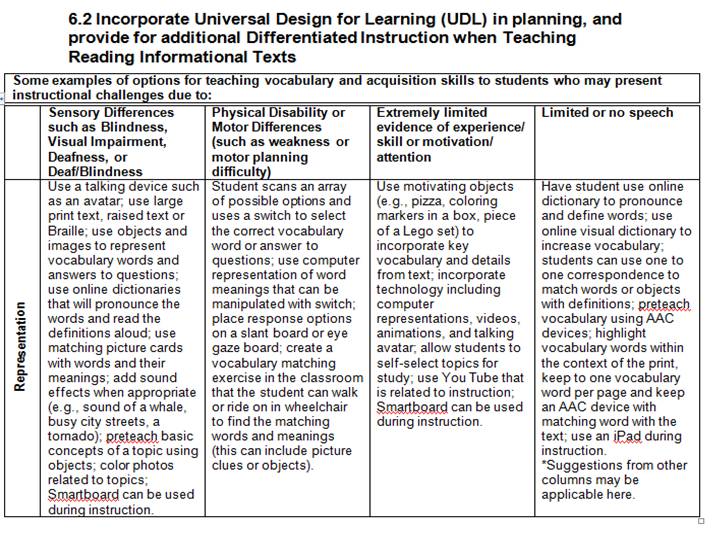 6.2 Incorporate Universal Design for Learning (UDL) in planning, and
provide for additional Differentiated Instruction when Teaching
Reading Informational Texts
Some examples of options for teaching vocabulary and acquisition skills to students who may present
instructional challenges due to:
Sensory Differences
such as Blindness,
Visual Impairment,
Deafness, or
Deaf/Blindness
Physical Disability or
Motor Differences
(such as weakness or
motor planning
difficulty)
Extremely limited
evidence of experience/
skill or motivation/
attention
Limited or no speech
Representation
Use a talking device such
as an avatar; use large
print text, raised text or
Braille; use objects and
images to represent
vocabulary words and
answers to questions;
use online dictionaries
that will pronounce the
words and read the
definitions aloud; use
matching picture cards
with words and their
meanings; add sound
effects when appropriate
(e.g., sound of a whale,
busy city streets, a
tornado); preteach basic
concepts of a topic using
objects; color photos
related to topics;
Smartboard can be used
during instruction.
Student scans an array
of possible options and
uses a switch to select
the correct vocabulary
word or answer to
questions; use computer
representation of word
meanings that can be
manipulated with switch;
place response options
on a slant board or eye
gaze board; create a
vocabulary matching
exercise in the classroom
that the student can walk
or ride on in wheelchair
to find the matching
words and meanings
(this can include picture
clues or objects).
Use motivating objects
(e.g., pizza, coloring
markers in a box, piece
of a Lego set) to
incorporate key
vocabulary and details
from text; incorporate
technology including
computer
representations, videos,
animations, and talking
avatar; allow students to
self-select topics for
study; use You Tube that
is related to instruction;
Smartboard can be used
during instruction.
Have student use online
dictionary to pronounce
and define words; use
online visual dictionary to
increase vocabulary;
students can use one to
one correspondence to
match words or objects
with definitions; preteach
vocabulary using AAC
devices; highlight
vocabulary words within
the context of the print,
keep to one vocabulary
word per page and keep
an AAC device with
matching word with the
text; use an iPad during
instruction.
*Suggestions from other
columns may be
applicable here.